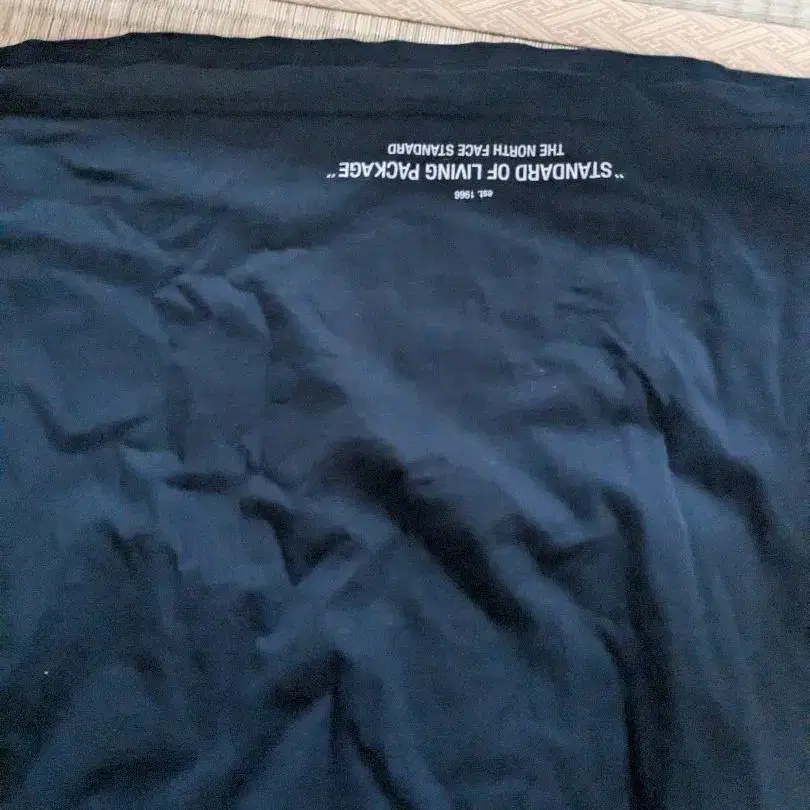 est. 1966
"STANDARD OF LIVING PACKAGE"
THE NORTH FACE STANDARD